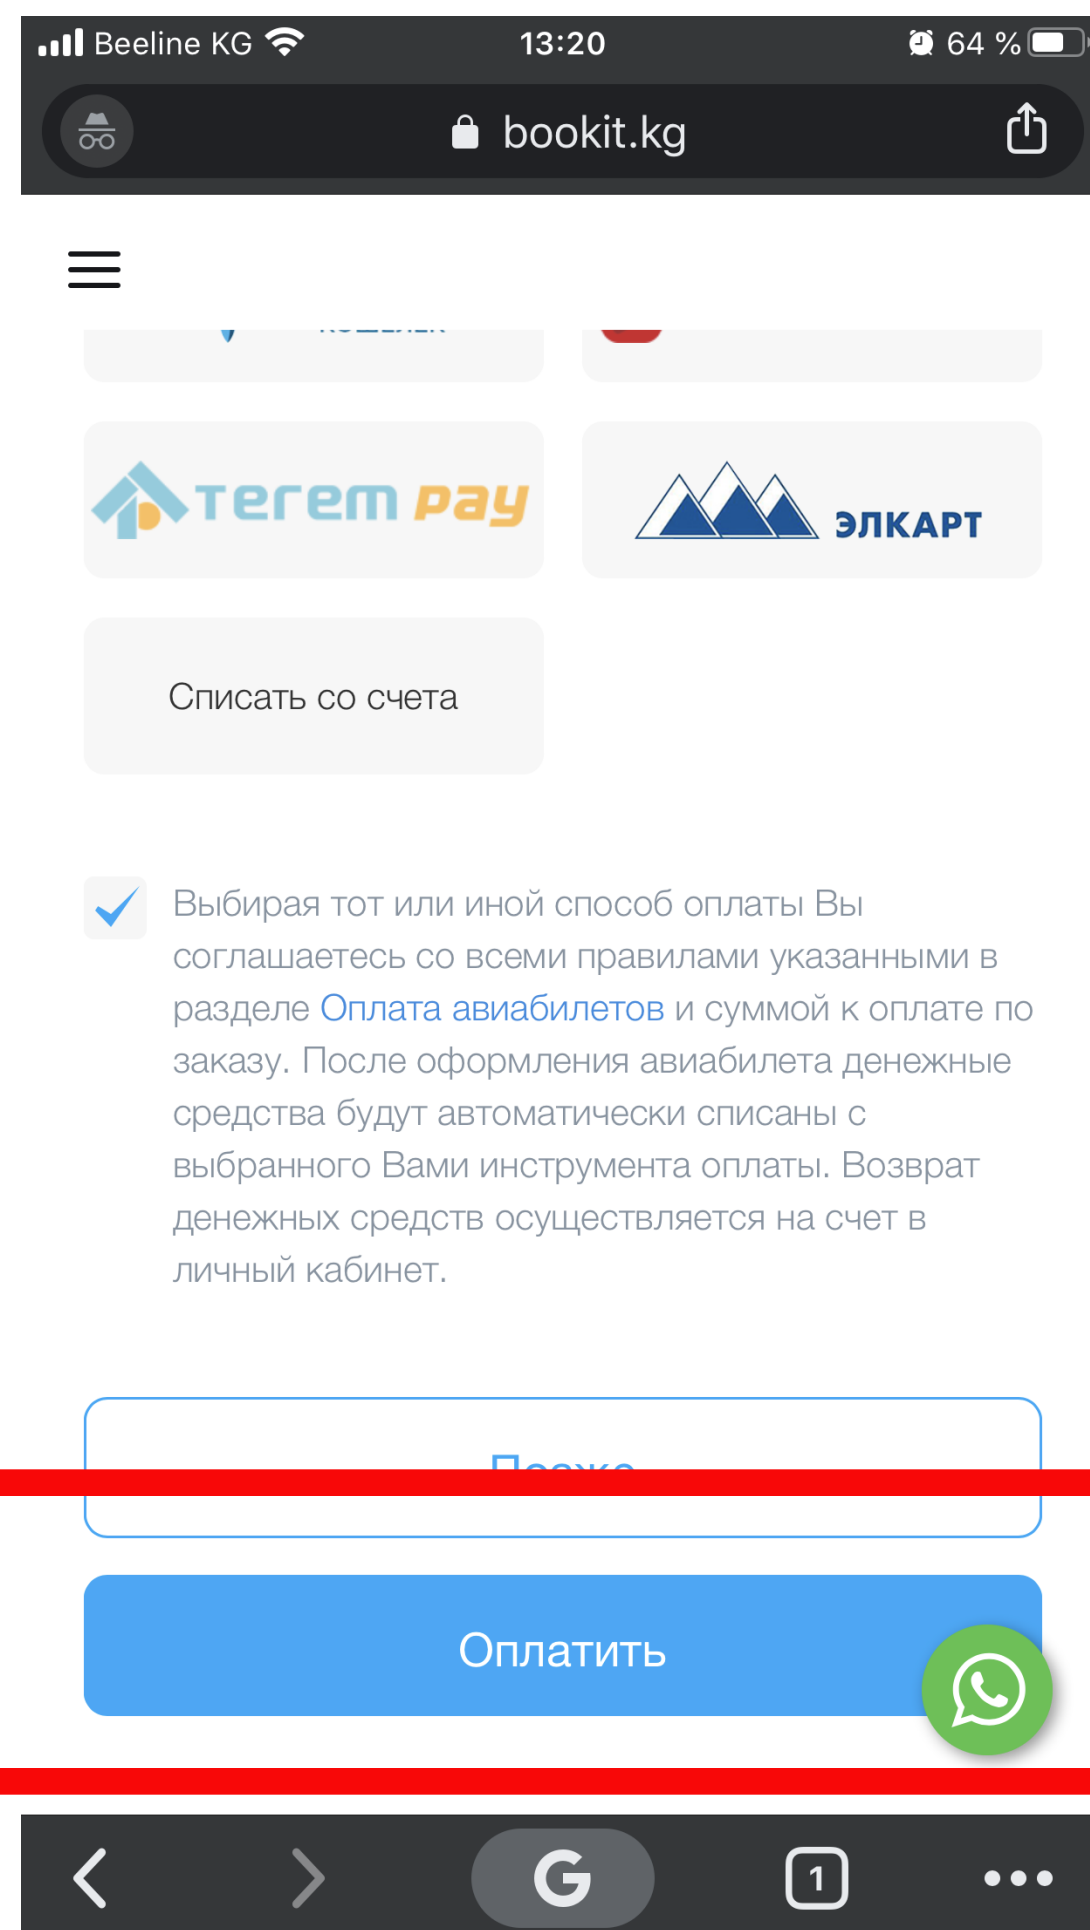 Beeline KG
13:20
64 %
bookit.kg
терем pay
ЭЛКАРТ
Списать со счета
Выбирая тот или иной способ оплаты Вы
соглашаетесь со всеми правилами указанными в
разделе Оплата авиабилетов и суммой к оплате по
заказу. После оформления авиабилета денежные
средства будут автоматически списаны с
выбранного Вами инструмента оплаты. Возврат
денежных средств осуществляется на счет в
личный кабинет.
Оплатить
G
1